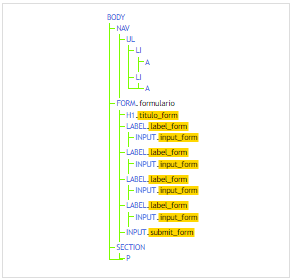 BODY
NAV
UL
LI
A
LI
A
FORM.formulario
H1.titulo_form
LABEL.label_form
INPUT.input_form
LABEL.label_form
INPUT.input_form
LABEL.label_form
INPUT.input_form
LABEL.label_form
INPUT.input_form
INPUT.submit_form
SECTION
P